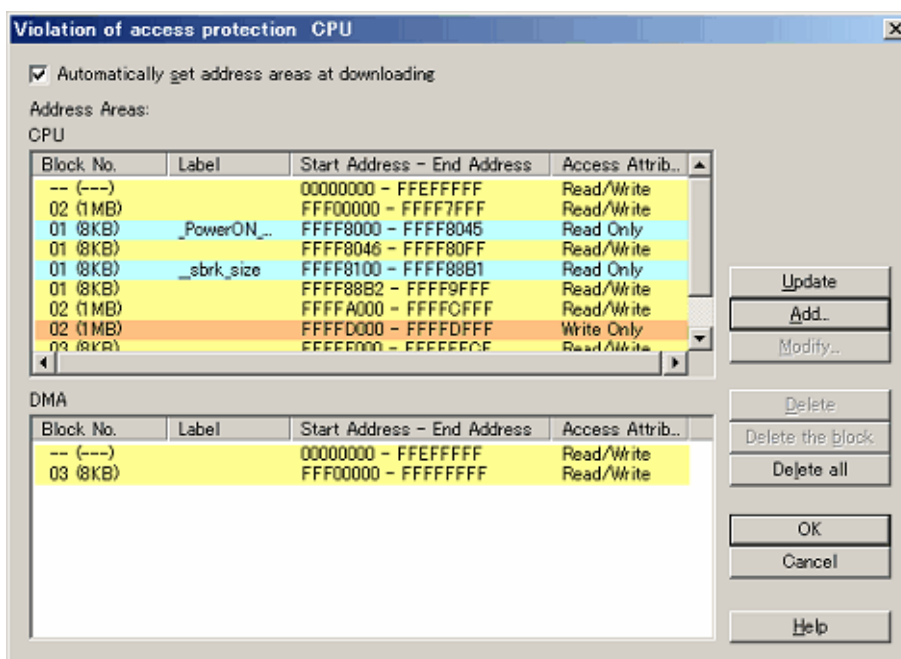 Violation of access protection CPU
Automatically set address areas at downloading
Address Areas:
CPU
Block No. Label Start Address - End Address Access Attrib...
-- (---) 00000000 - FFEFFFFF Read/Write
02 (1MB) FFF00000 - FFFF7FFF Read/Write
01 (8KB) _PowerON_... FFFF8000 - FFFF8045 Read Only
01 (8KB) FFFF8046 - FFFF80FF Read/Write
01 (8KB) __sbrk_size FFFF8100 - FFFF88B1 Read Only
01 (8KB) FFFF88B2 - FFFF9FFF Read/Write
02 (1MB) FFFFA000 - FFFFCFFF Read/Write
02 (1MB) FFFFD000 - FFFFDFFF Write Only
03 (8KB) Read/Write
Update
Add...
Modify...
DMA
Block No. Label Start Address - End Address Access Attrib...
-- (---) 00000000 - FFEFFFFF Read/Write
03 (8KB) FFF00000 - FFFFFFFF Read/Write
Delete
Delete the block
Delete all
OK
Cancel
Help